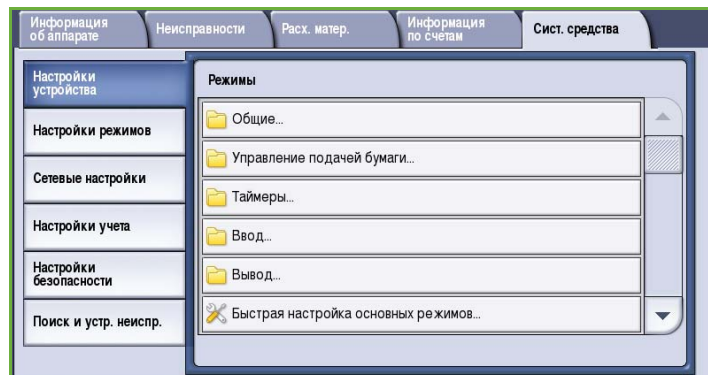 Информация
об аппарате
Неисправности
Расх. матер.
Информация
по счетам
Сист. средства
Настройки
устройства
Настройки режимов
Сетевые настройки
Настройки учета
Настройки
безопасности
Поиск и устр. неиспр.
Режимы
Общие...
Управление подачей бумаги...
Таймеры...
Ввод...
Вывод...
Быстрая настройка основных режимов...